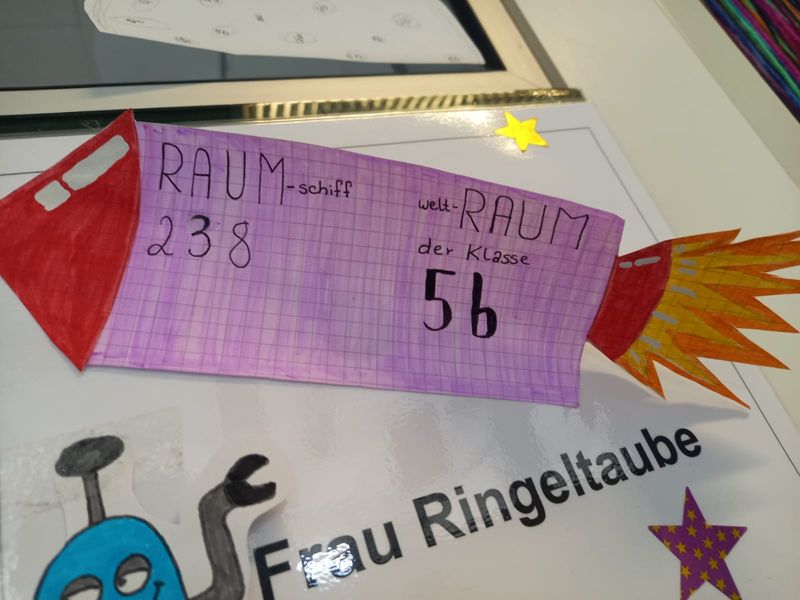 RAUM-schiff
238
welt-RAUM
der Klasse
5b
Frau Ringeltaube